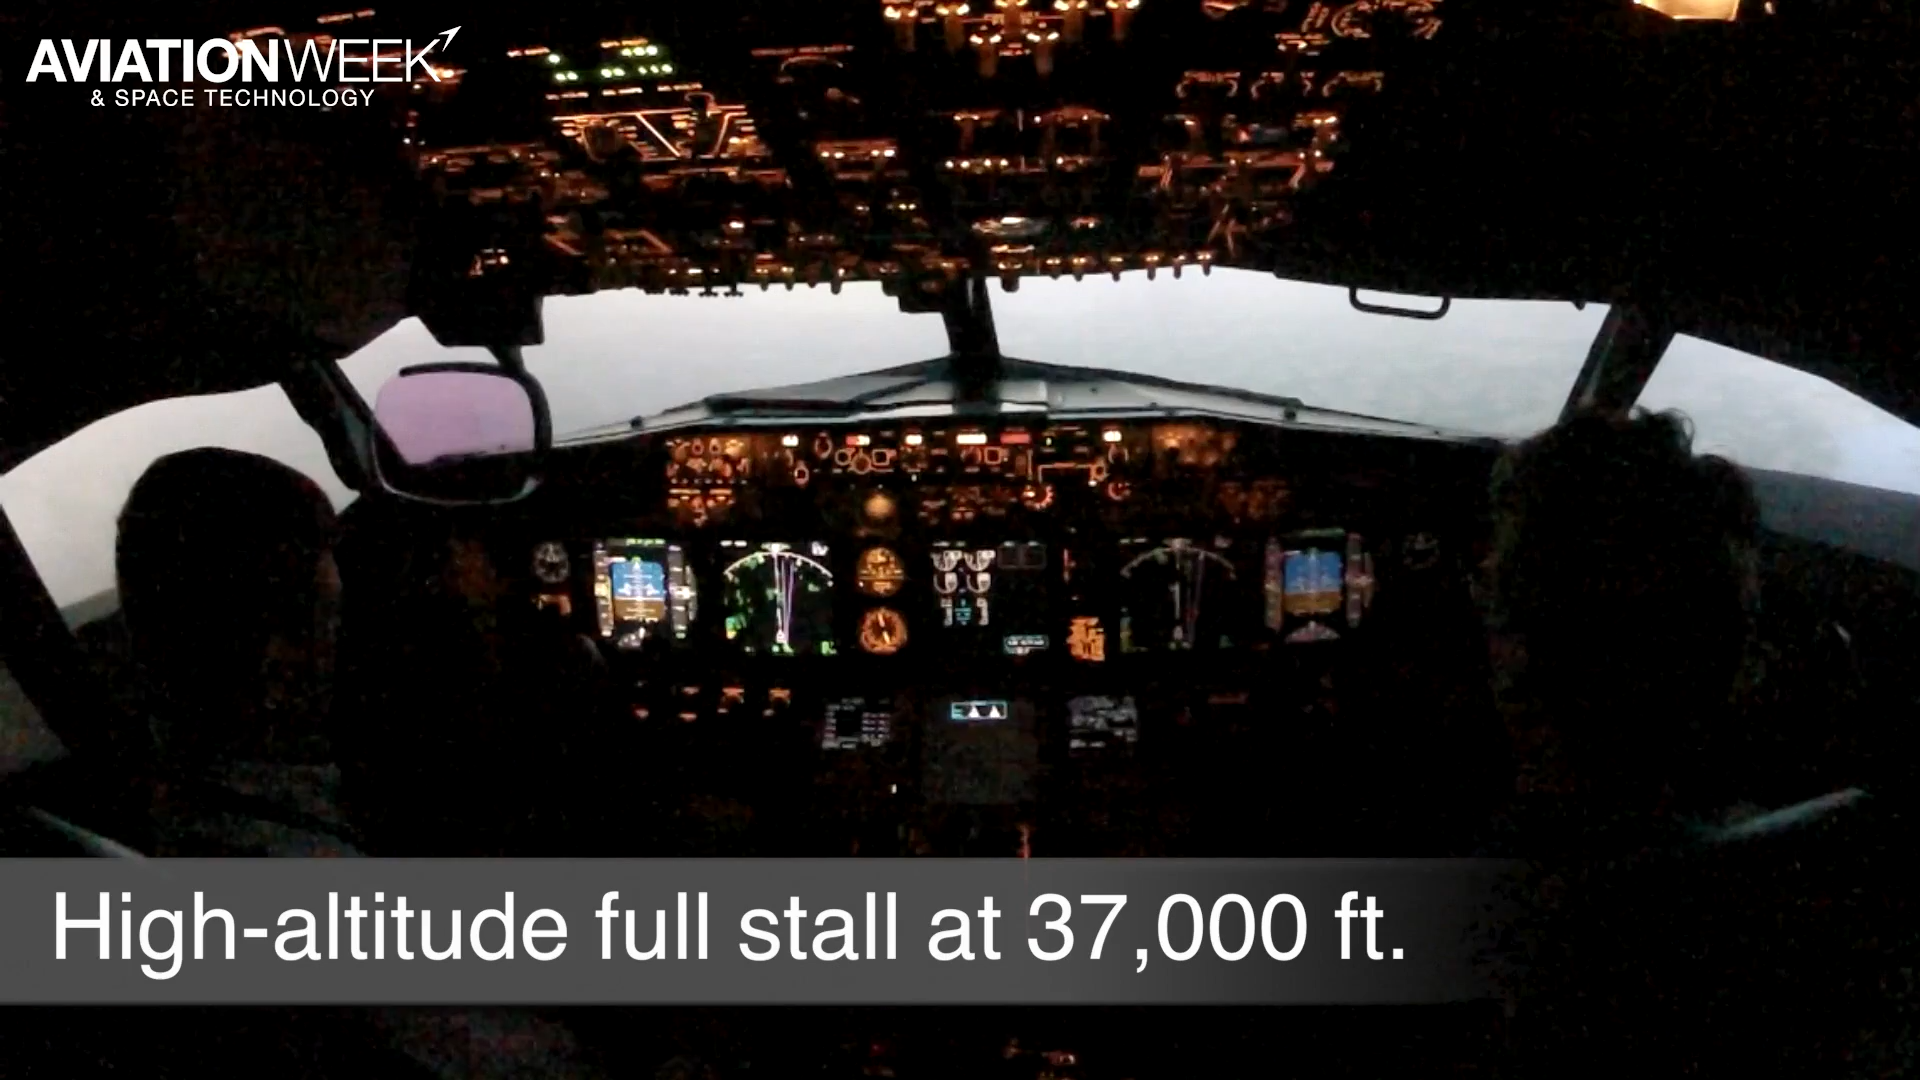 AVIATIONWEEK
& SPACE TECHNOLOGY
High-altitude full stall at 37,000 ft.